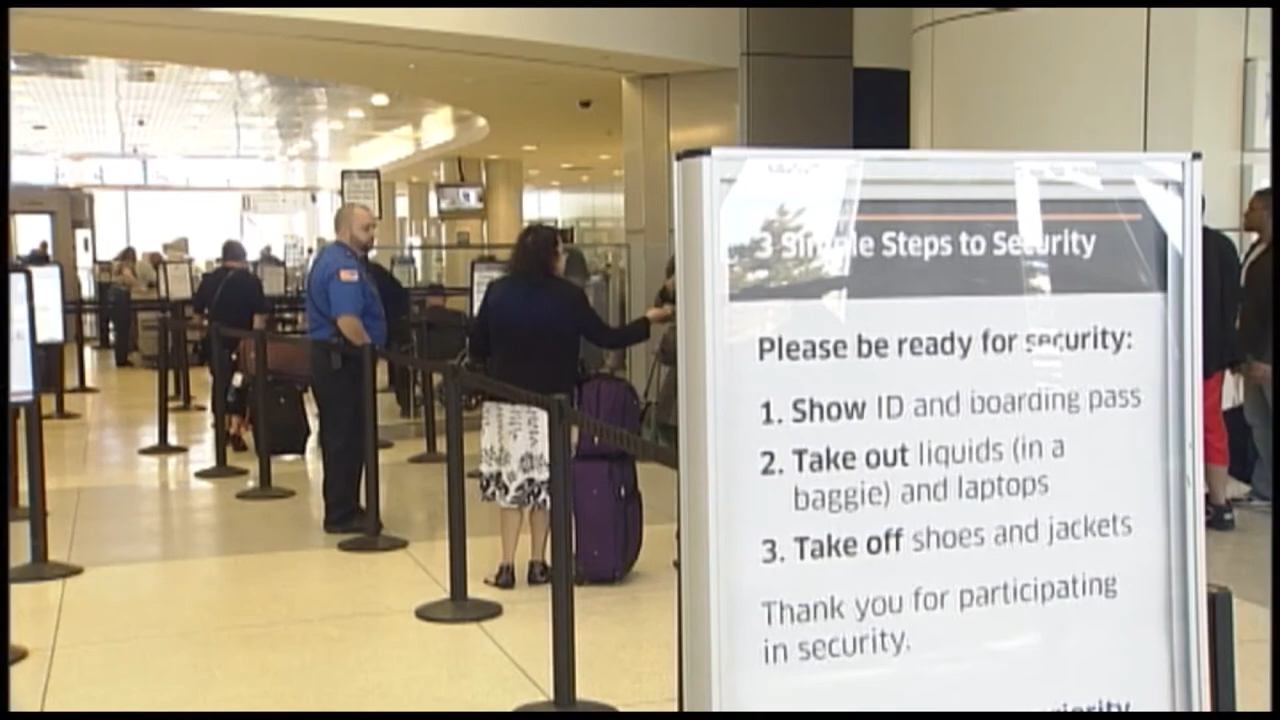 3 Simple Steps to Security
Please be ready for security:
1. Show ID and boarding pass
2. Take out liquids (in a
baggie) and laptops
3. Take off shoes and jackets
Thank you for participating
in security.